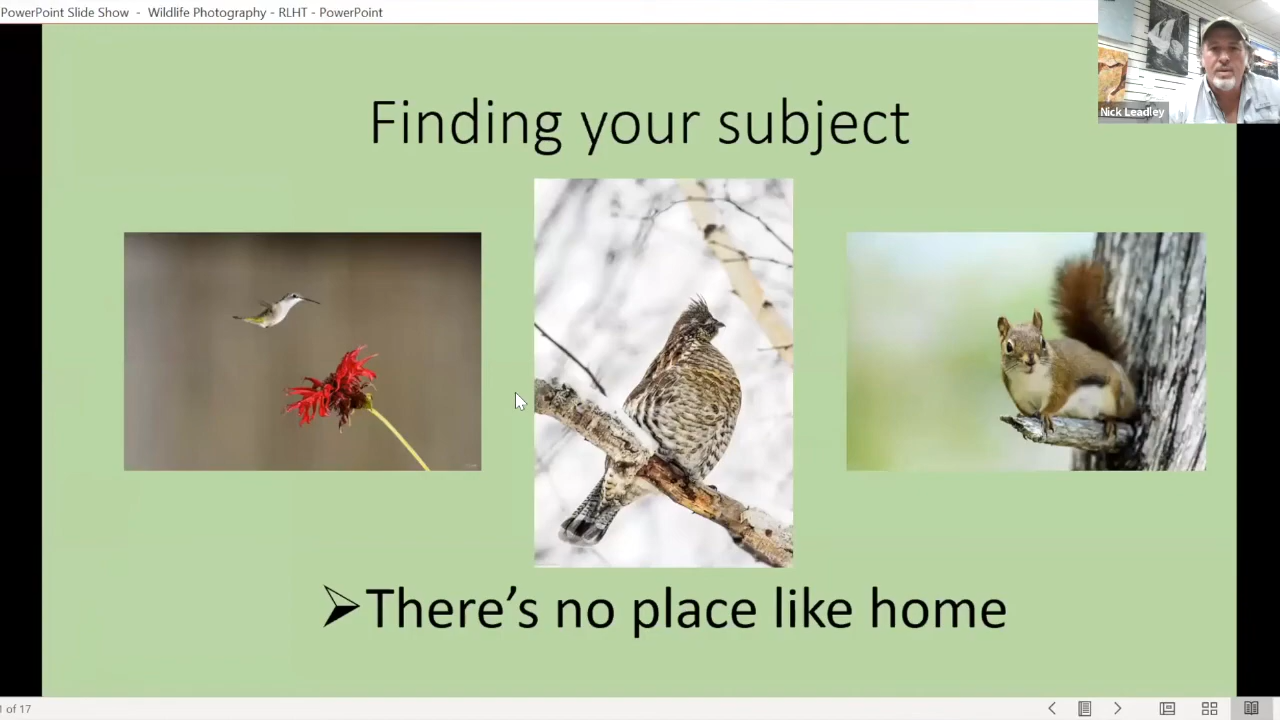 PowerPoint Slide Show - Wildlife Photography - RLHT - PowerPoint
Nick Leadley
Finding your subject
➢There's no place like home
of 17